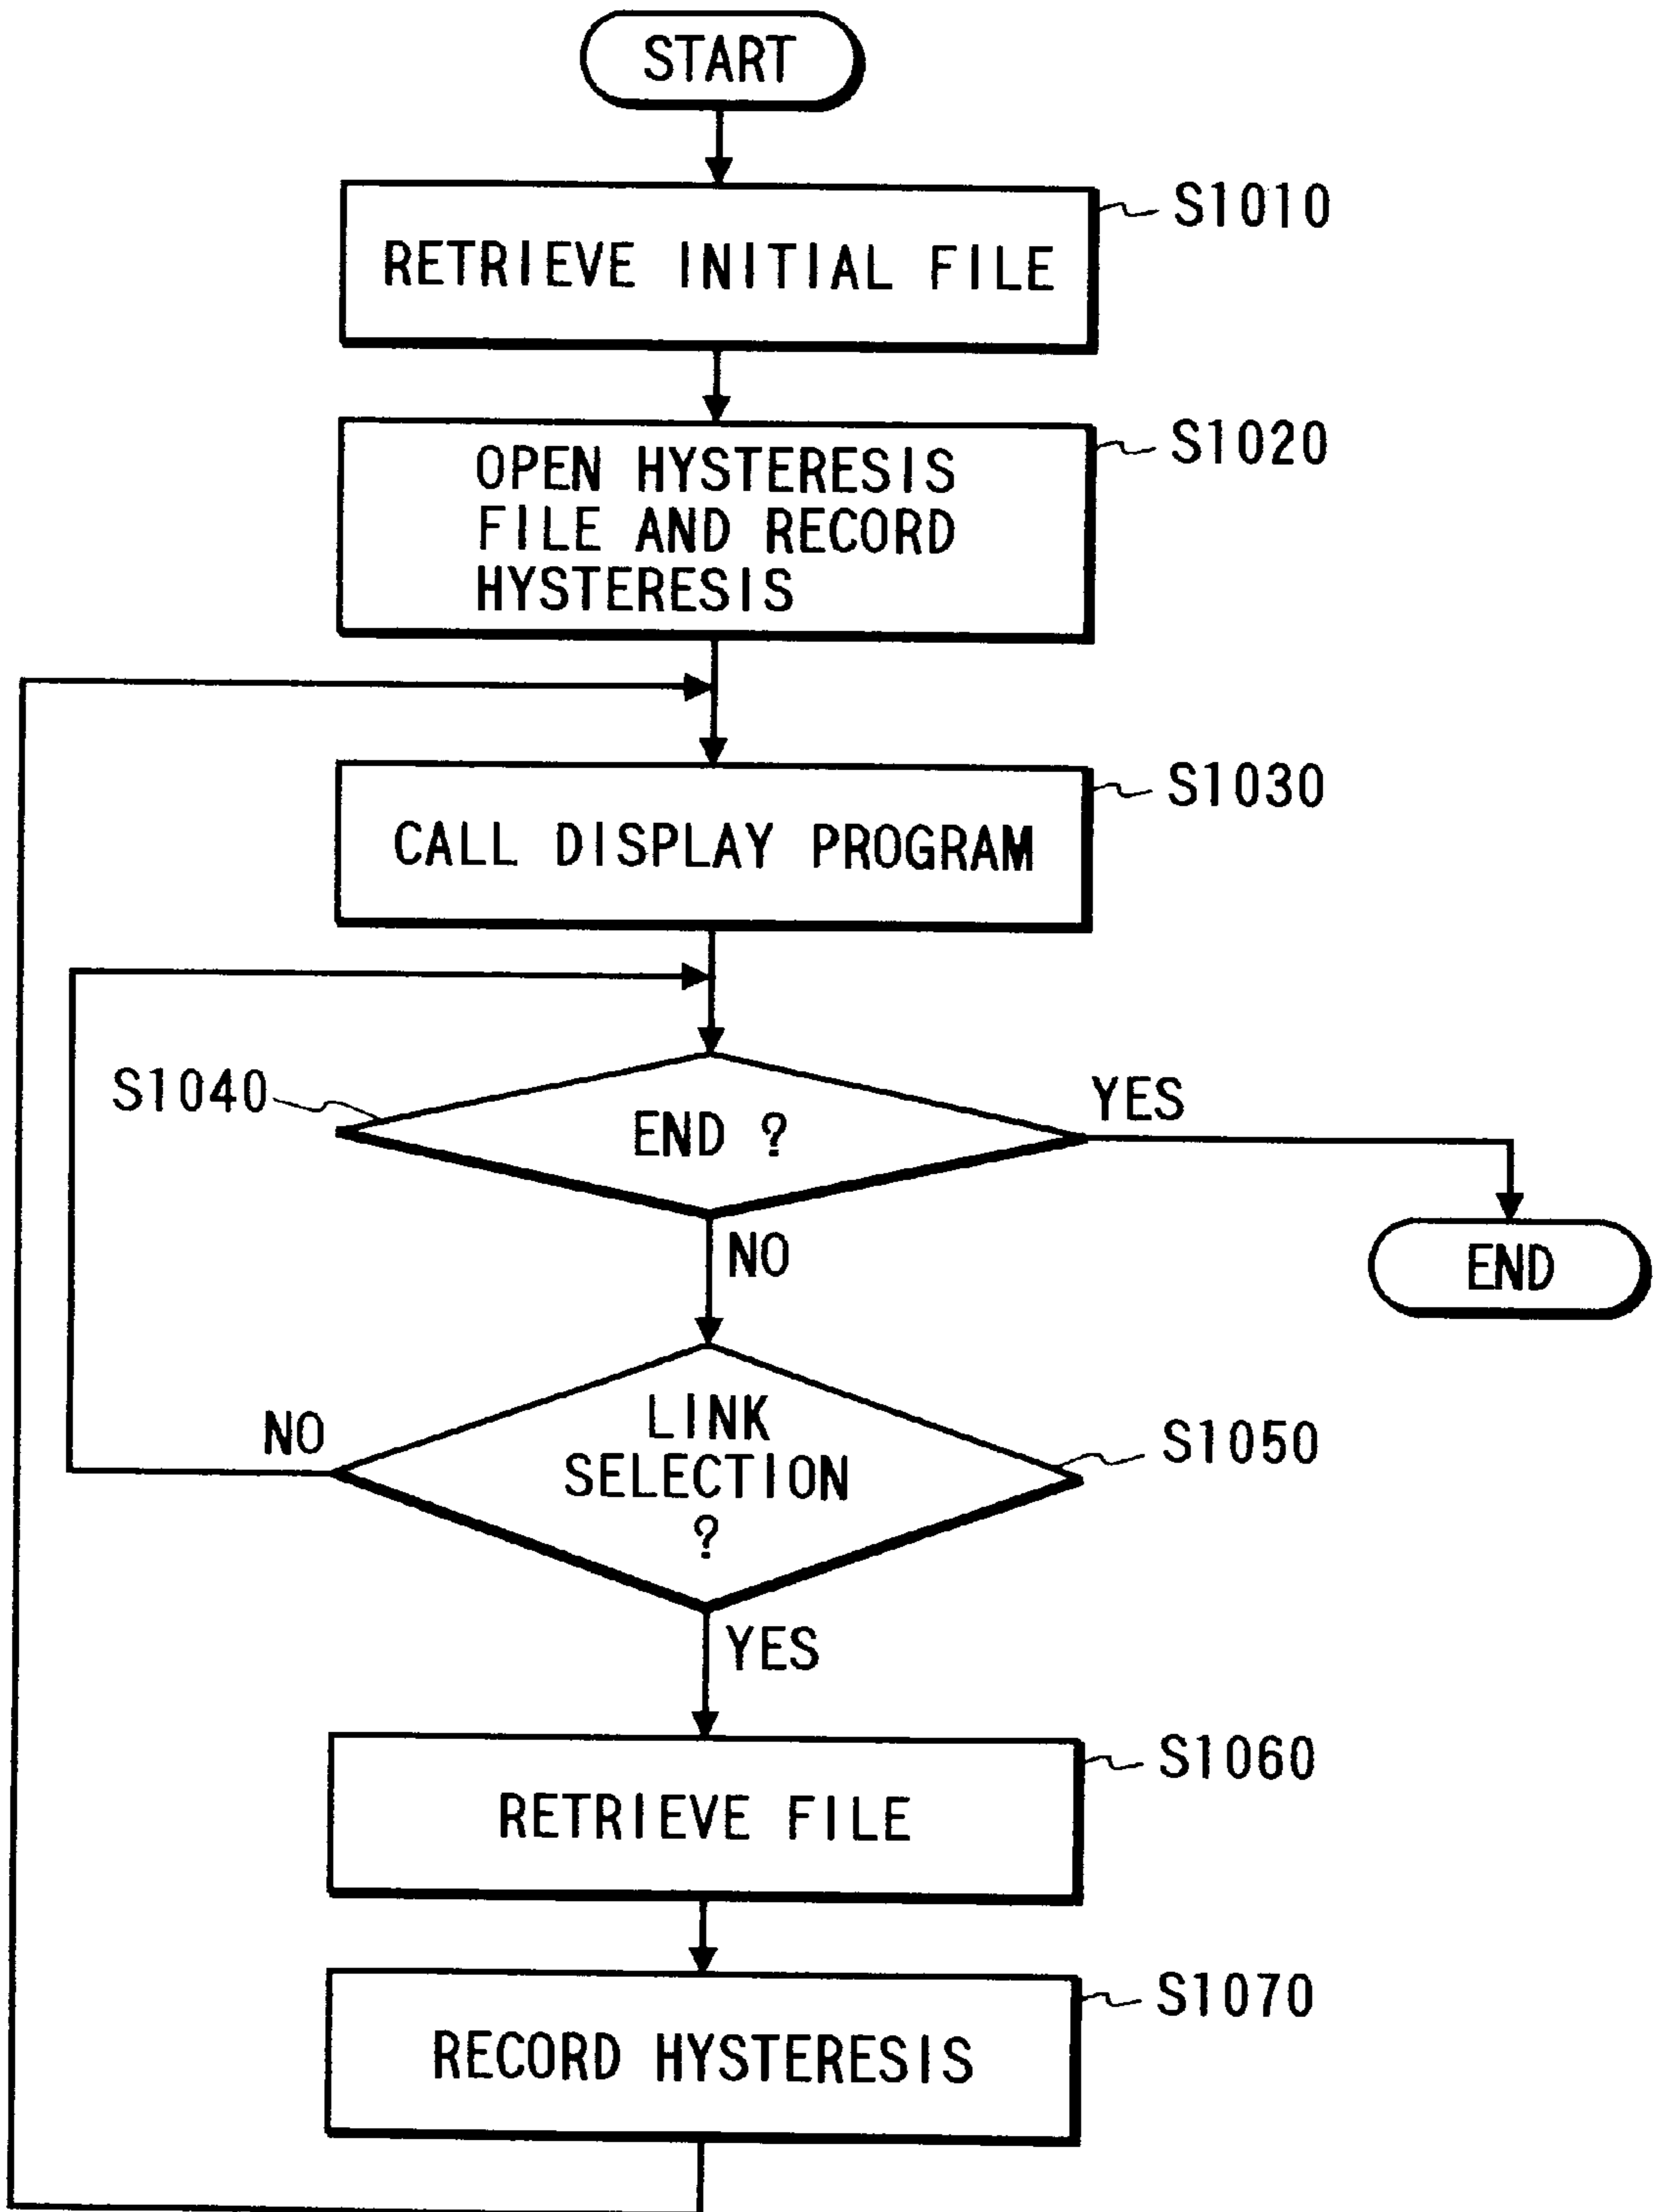 START
S1010
RETRIEVE INITIAL FILE
S1020
OPEN HYSTERESIS
FILE AND RECORD
HYSTERESIS
S1030
CALL DISPLAY PROGRAM
S1040
END ?
YES
NO
END
LINK
SELECTION
?
NO
S1050
YES
S1060
RETRIEVE FILE
S1070
RECORD HYSTERESIS